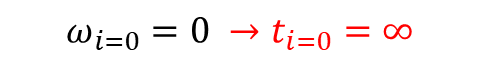 ω_{i=0} = 0 → t_{i=0} = ∞